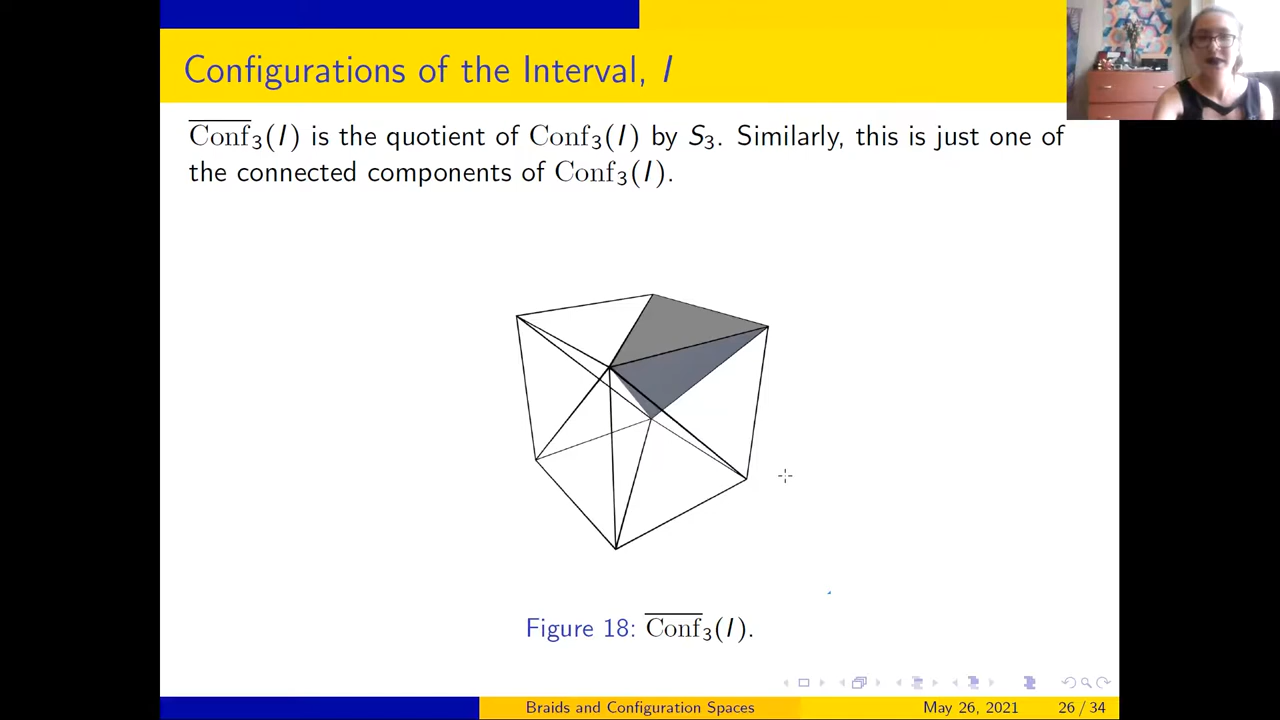 Configurations of the Interval, I
Conf̅₃(I) is the quotient of Conf₃(I) by S₃. Similarly, this is just one of
the connected components of Conf₃(I).
Figure 18: Conf̅₃(I).
Braids and Configuration Spaces May 26, 2021 26 / 34